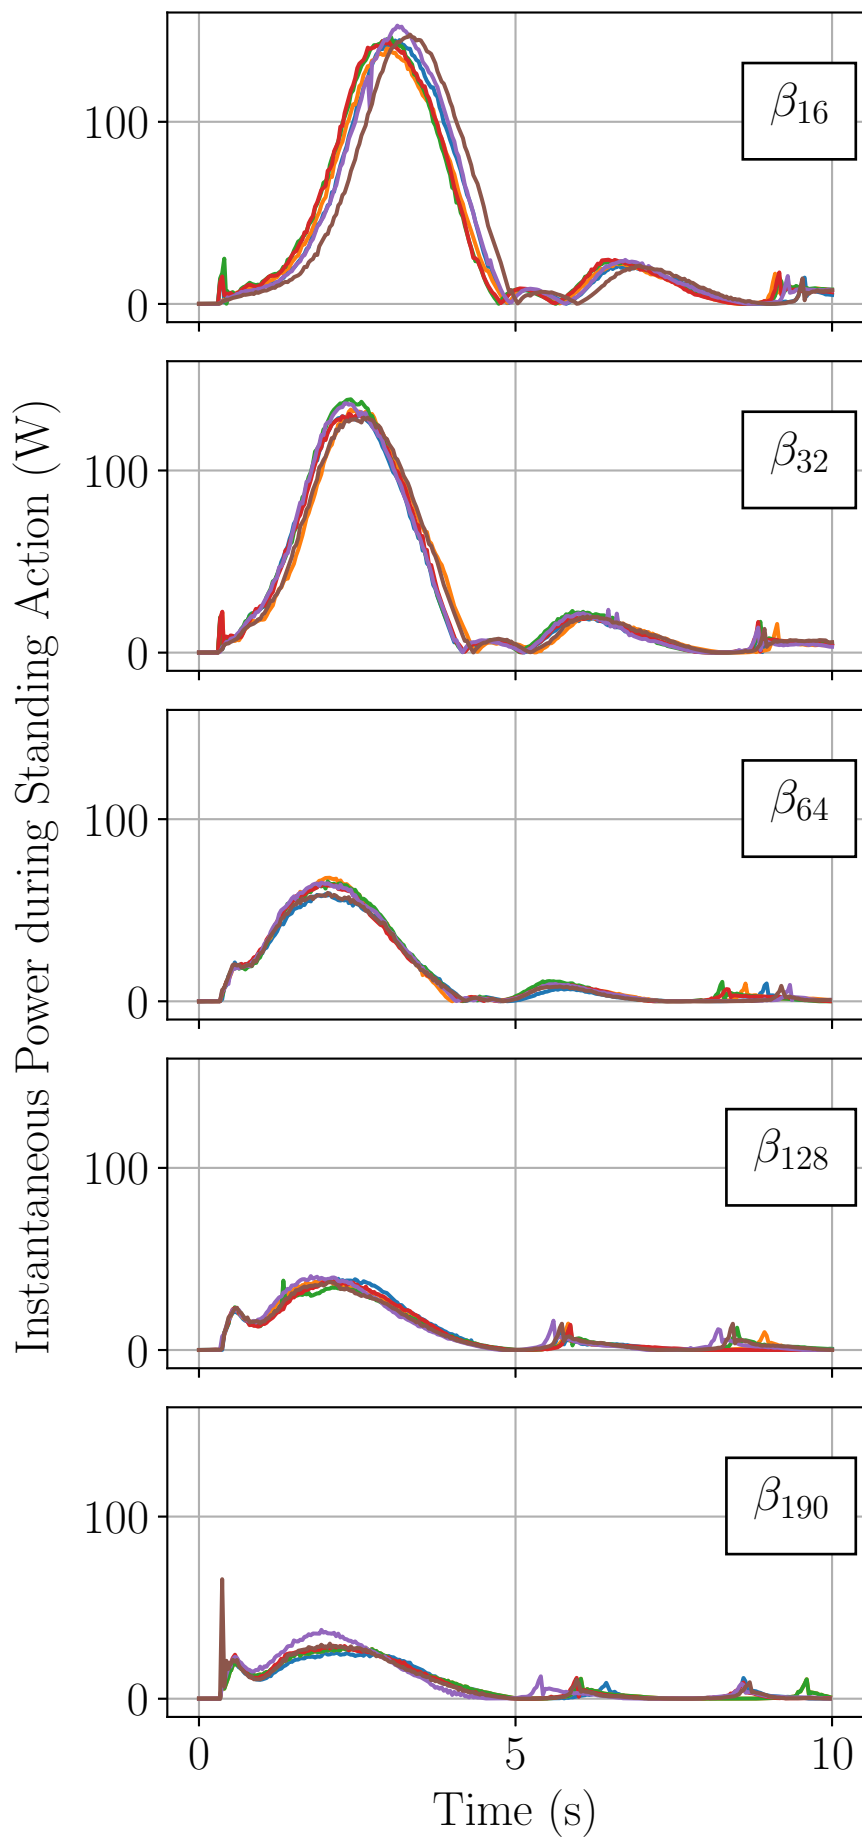 Instantaneous Power during Standing Action (W)
100
0
β₁₆
100
0
β₃₂
100
0
β₆₄
100
0
β₁₂₈
100
0
β₁₉₀
0 5 10
Time (s)